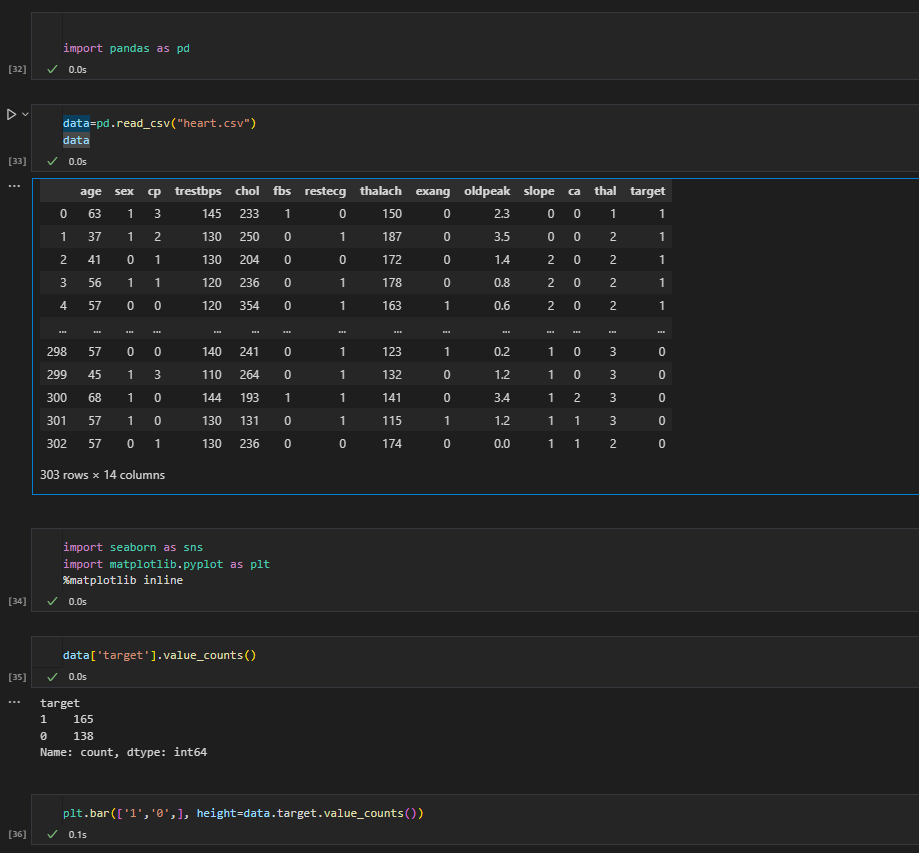 import pandas as pd
[32]
0.0s
data=pd.read_csv("heart.csv")
data
[33]
0.0s
...
age sex cp trestbps chol fbs restecg thalach exang oldpeak slope ca thal target
0 63 1 3 145 233 1 0 150 0 2.3 0 0 1 1
1 37 1 2 130 250 0 1 187 0 3.5 0 0 2 1
2 41 0 1 130 204 0 0 172 0 1.4 2 0 2 1
3 56 1 1 120 236 0 1 178 0 0.8 2 0 2 1
4 57 0 0 120 354 0 1 163 1 0.6 2 0 2 1
... ... ... ... ... ... ... ... ... ... ... ... ... ... ...
298 57 0 0 140 241 0 1 123 1 0.2 1 0 3 0
299 45 1 3 110 264 0 1 132 0 1.2 1 0 3 0
300 68 1 0 144 193 1 1 141 0 3.4 1 2 3 0
301 57 1 0 130 131 0 1 115 1 1.2 1 1 3 0
302 57 0 1 130 236 0 0 174 0 0.0 1 1 2 0
303 rows × 14 columns
import seaborn as sns
import matplotlib.pyplot as plt
%matplotlib inline
[34]
0.0s
data['target'].value_counts()
[35]
0.0s
...
target
1 165
0 138
Name: count, dtype: int64
plt.bar(['1','0',], height=data.target.value_counts())
[36]
0.1s